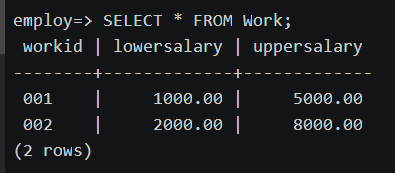 employ=> SELECT * FROM Work;
 workid | lowersalary | uppersalary
--------+-------------+-------------
 001    |     1000.00 |     5000.00
 002    |     2000.00 |     8000.00
(2 rows)